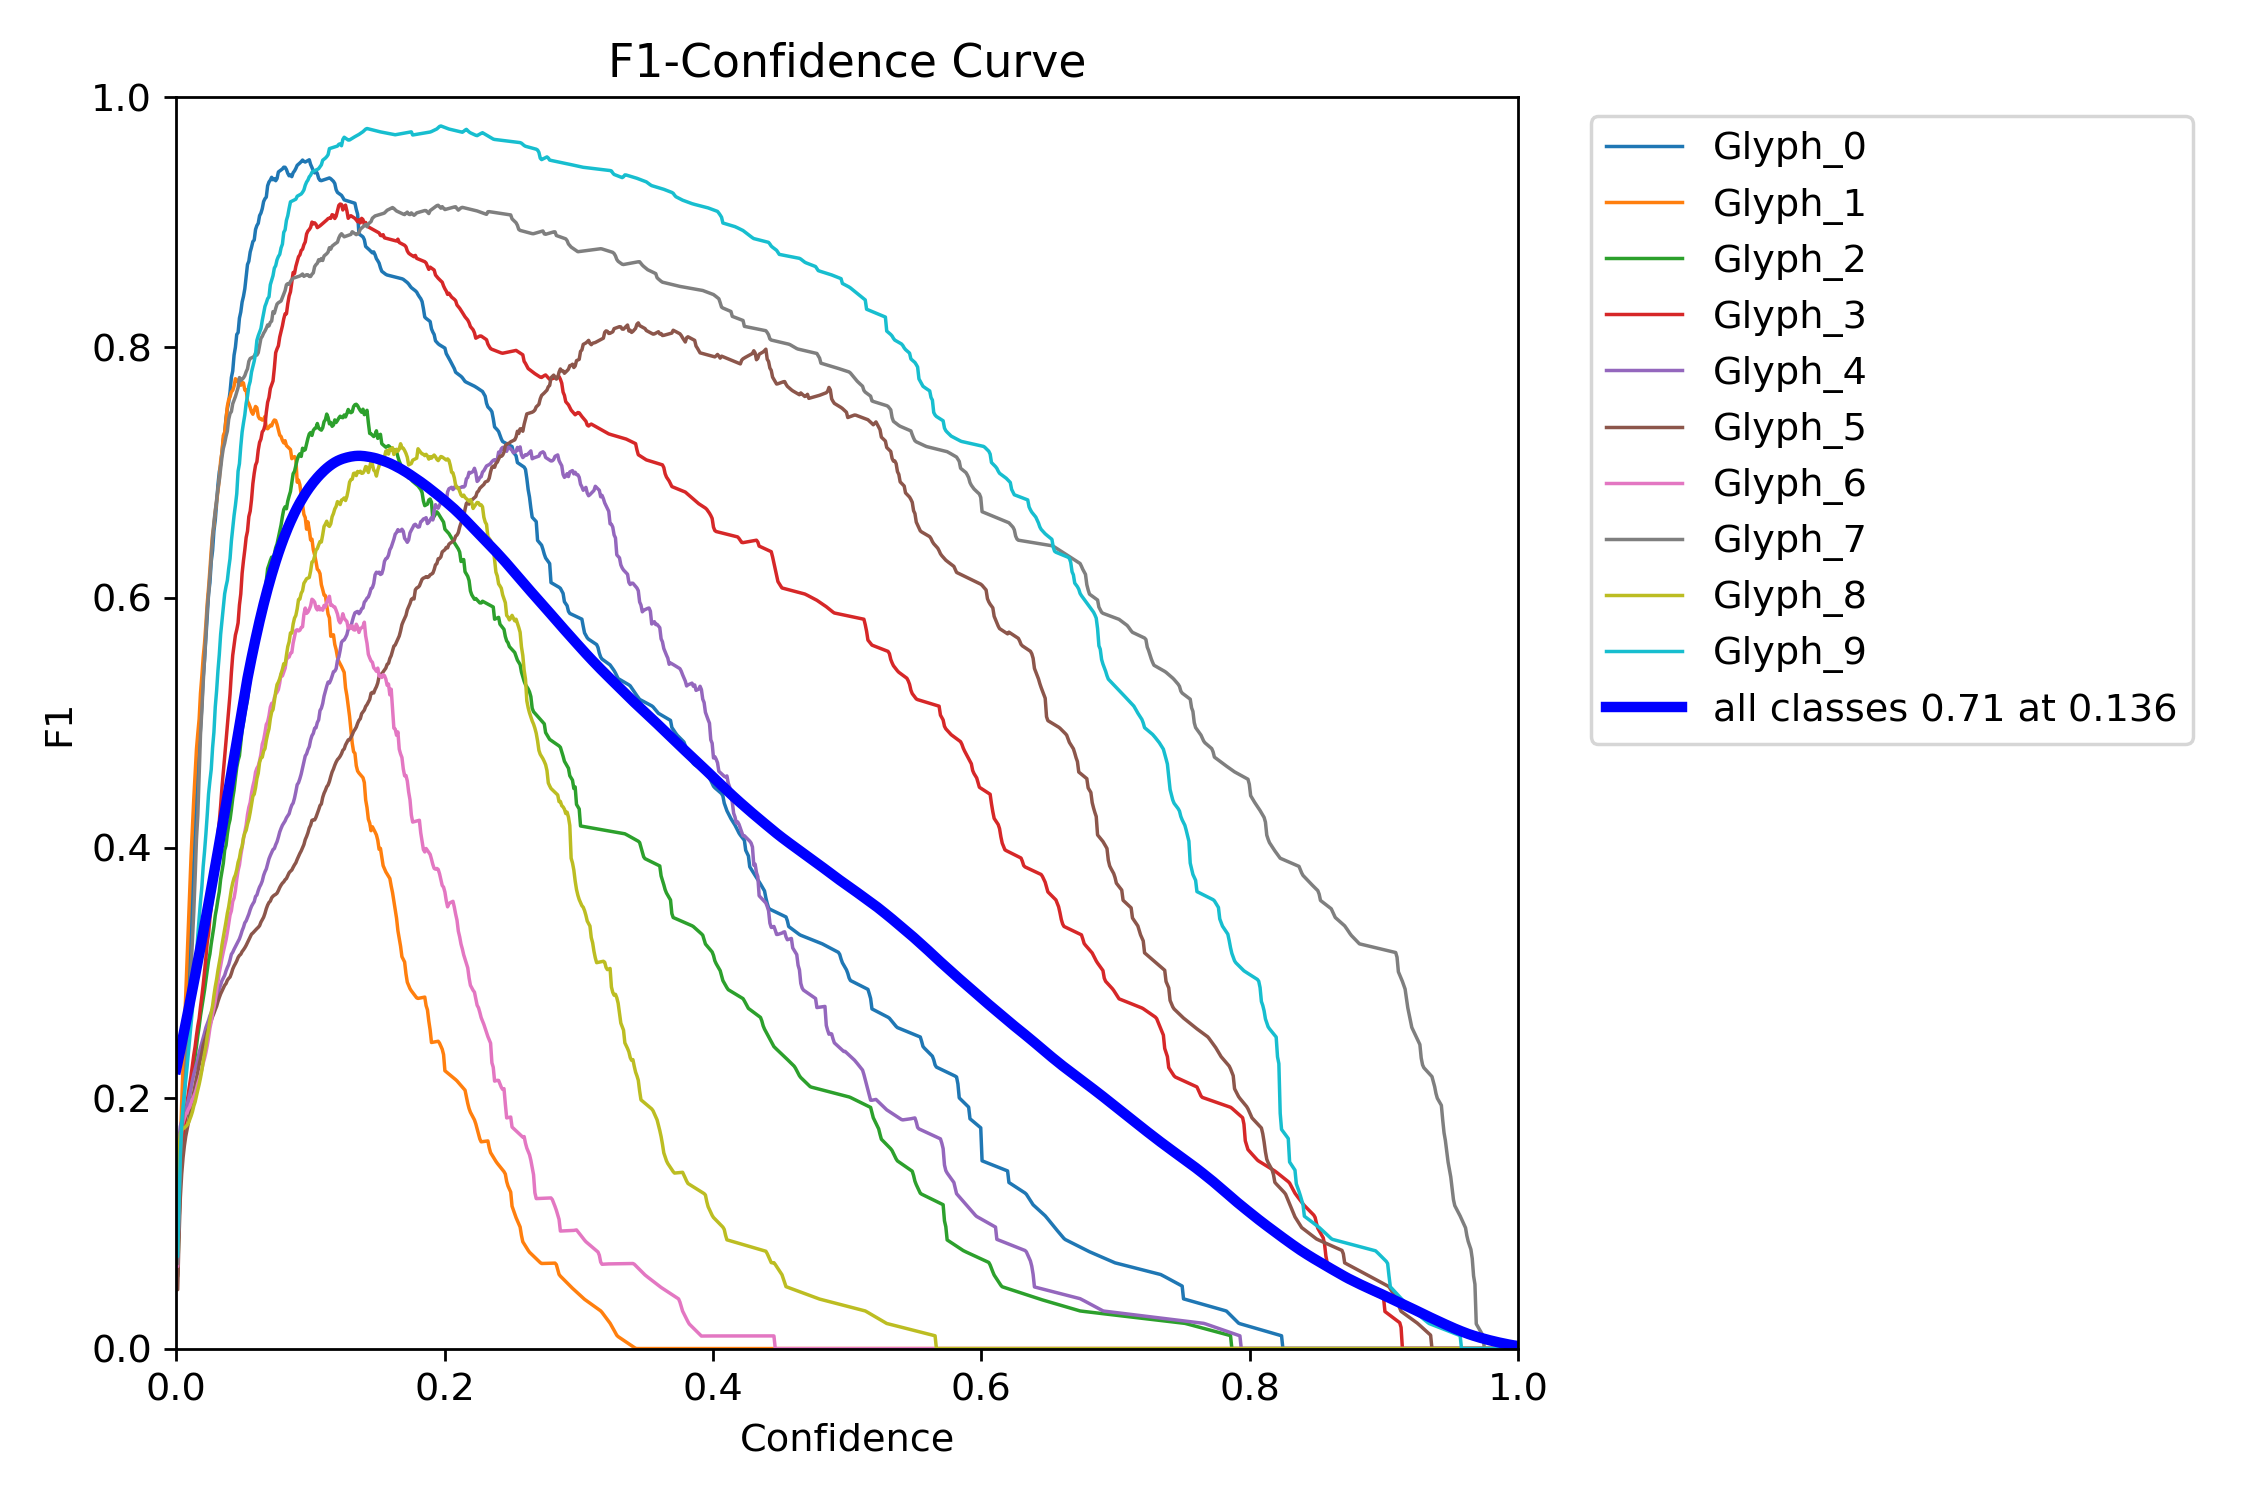 F1-Confidence Curve
1.0
0.8
0.6
0.4
0.2
0.0
F1
0.0 0.2 0.4 0.6 0.8 1.0
Confidence
Glyph_0
Glyph_1
Glyph_2
Glyph_3
Glyph_4
Glyph_5
Glyph_6
Glyph_7
Glyph_8
Glyph_9
all classes 0.71 at 0.136